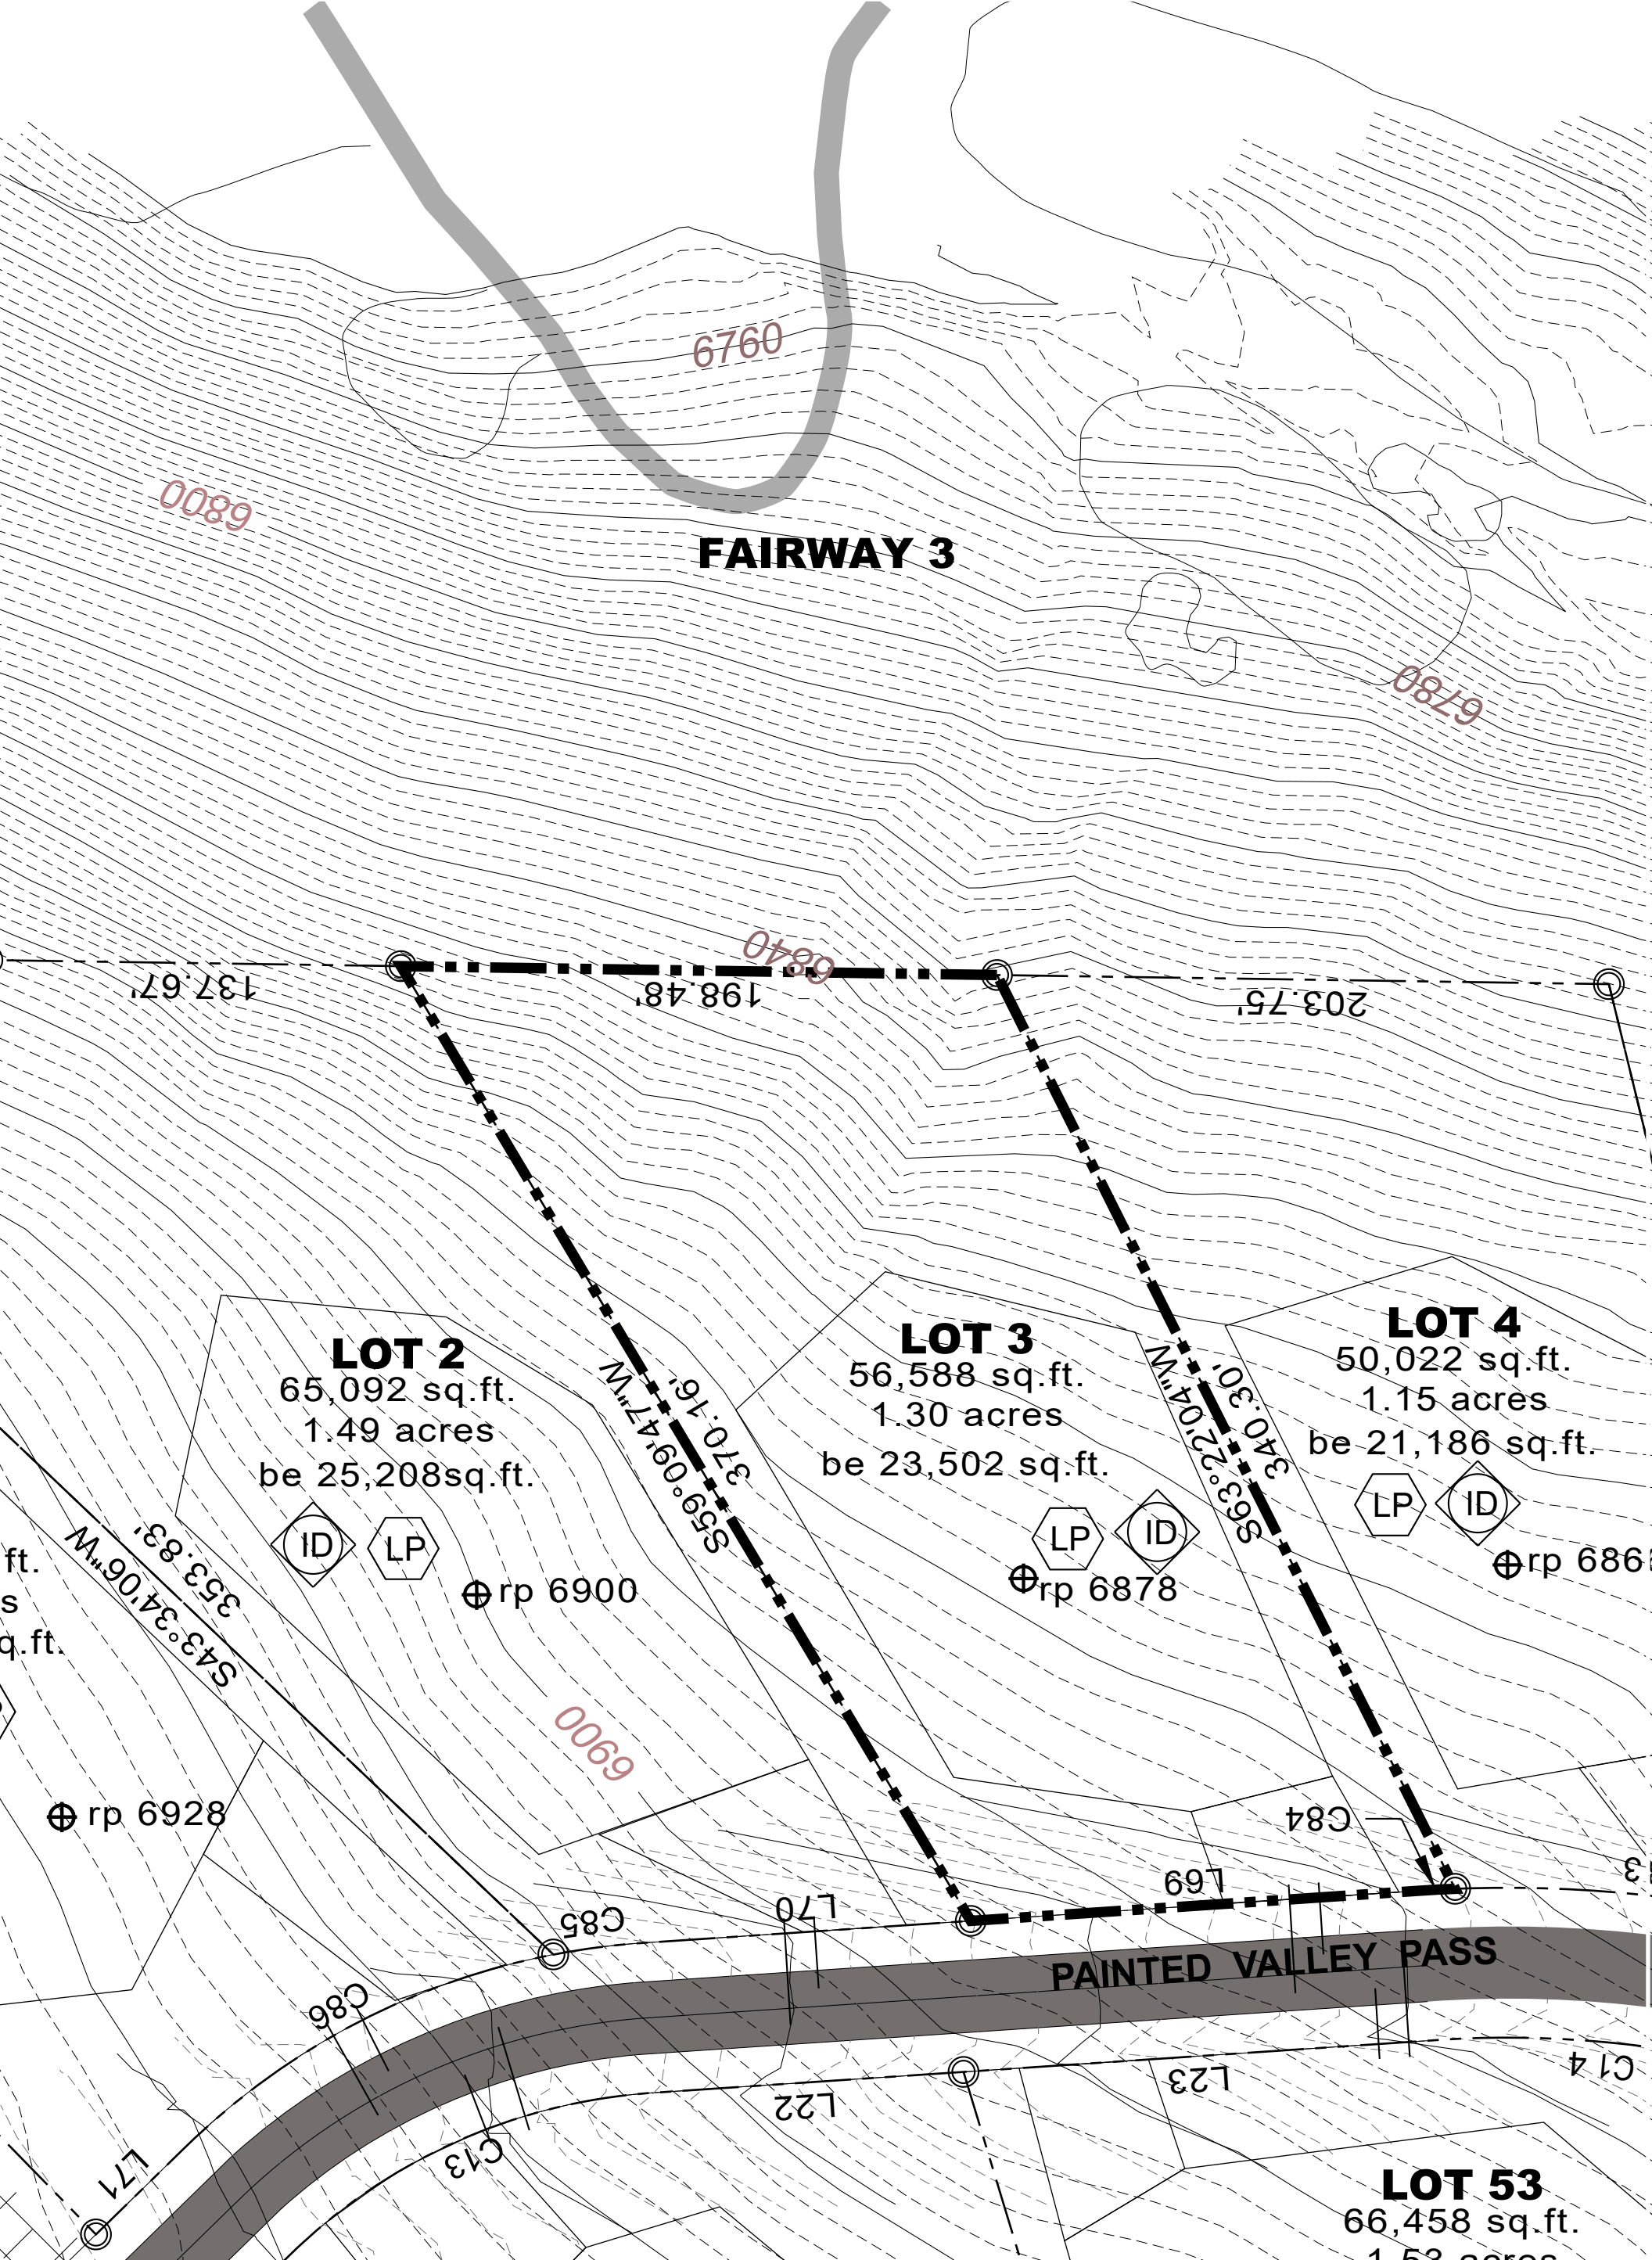 6760
6800
FAIRWAY 3
6780
6840
137.67'
198.48'
203.75'
LOT 2
65,092 sq.ft.
1.49 acres
be 25,208sq.ft.
ID
LP
rp 6900
S59°09'47"W
370.16'
LOT 3
56,588 sq.ft.
1.30 acres
be 23,502 sq.ft.
LP
ID
rp 6878
S63°22'04"W
340.30'
LOT 4
50,022 sq.ft.
1.15 acres
be 21,186 sq.ft.
LP
ID
353.83'
S43°34'06"W
ft.
s
q.ft.
6900
rp 6928
C84
L69
L70
C85
C86
PAINTED VALLEY PASS
L23
C14
L22
C13
L71
LOT 53
66,458 sq.ft.
1.53 acres